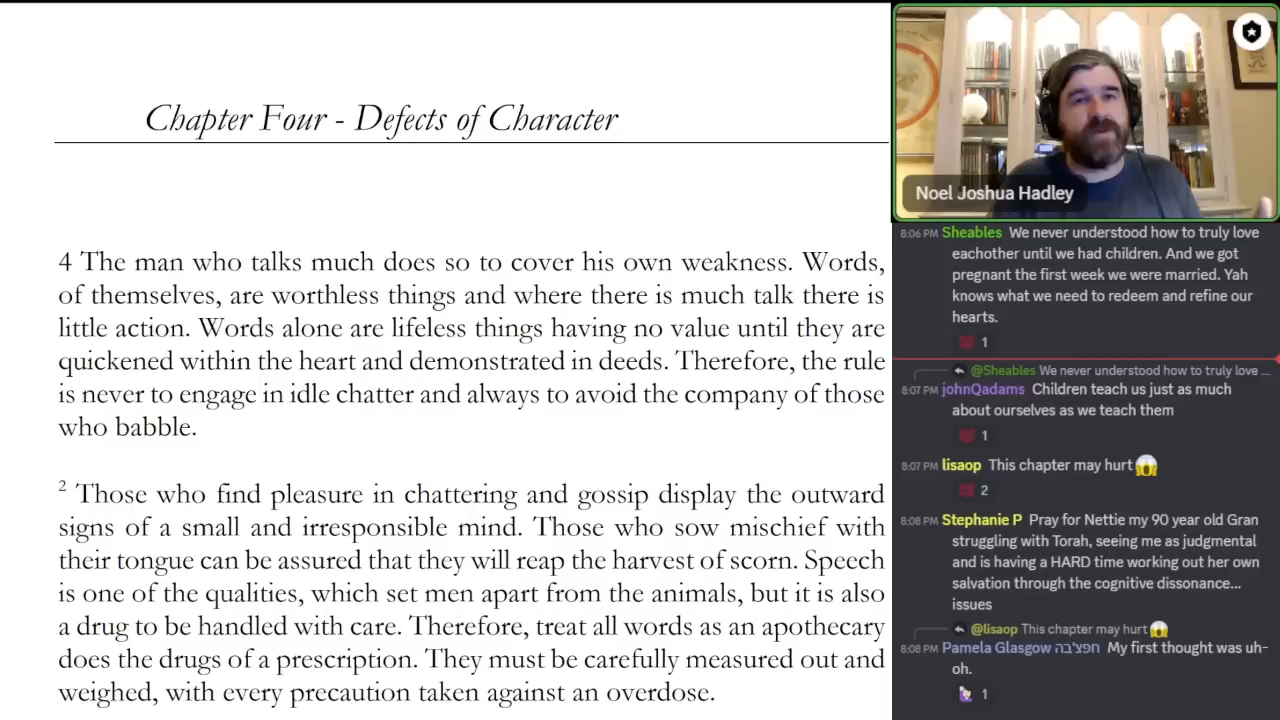 Chapter Four - Defects of Character
4 The man who talks much does so to cover his own weakness. Words,
of themselves, are worthless things and where there is much talk there is
little action. Words alone are lifeless things having no value until they are
quickened within the heart and demonstrated in deeds. Therefore, the rule
is never to engage in idle chatter and always to avoid the company of those
who babble.
2 Those who find pleasure in chattering and gossip display the outward
signs of a small and irresponsible mind. Those who sow mischief with
their tongue can be assured that they will reap the harvest of scorn. Speech
is one of the qualities, which set men apart from the animals, but it is also
a drug to be handled with care. Therefore, treat all words as an apothecary
does the drugs of a prescription. They must be carefully measured out and
weighed, with every precaution taken against an overdose.
Noel Joshua Hadley
8:06 PM Sheables We never understood how to truly love
eachother until we had children. And we got
pregnant the first week we were married. Yah
knows what we need to redeem and refine our
hearts.
1
@Sheables We never understood how to truly love ...
8:07 PM johnQadams Children teach us just as much
about ourselves as we teach them
1
8:07 PM lisaop This chapter may hurt 😱
2
8:08 PM Stephanie P Pray for Nettie my 90 year old Gran
struggling with Torah, seeing me as judgmental
and is having a HARD time working out her own
salvation through the cognitive dissonance...
issues
@lisaop This chapter may hurt 😱
8:08 PM Pamela Glasgow חפצ'בה My first thought was uh-
oh.
1